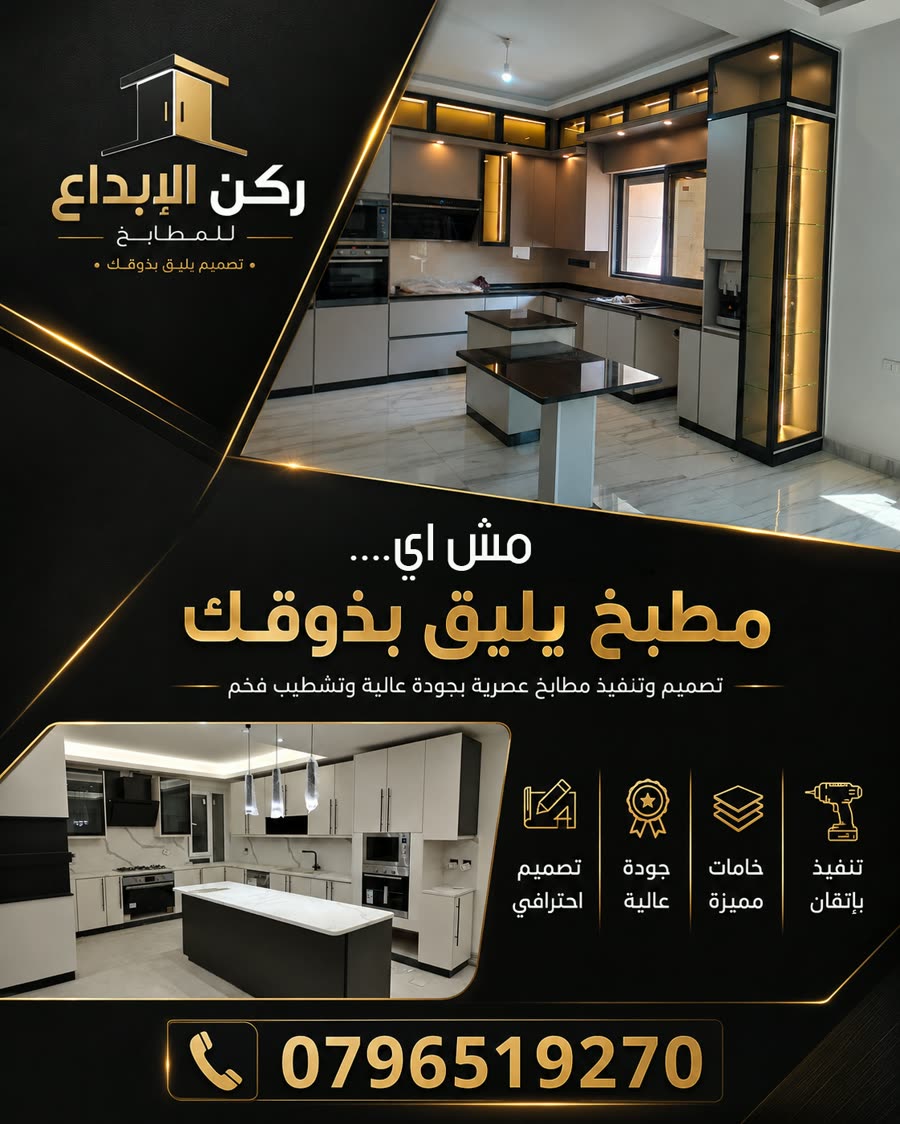 ركن الإبداع
للمطابخ
• تصميم يليق بذوقك •
مش اي....
مطبخ يليق بذوقك
تصميم وتنفيذ مطابخ عصرية بجودة عالية وتشطيب فخم
تنفيذ
بإتقان
خامات
مميزة
جودة
عالية
تصميم
احترافي
0796519270